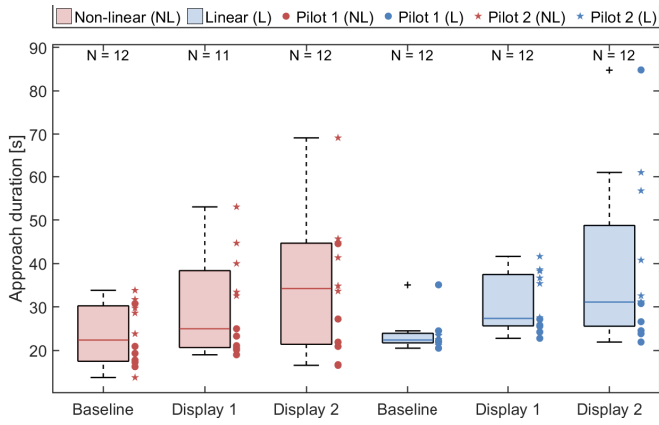 Non-linear (NL) Linear (L) Pilot 1 (NL) Pilot 1 (L) Pilot 2 (NL) Pilot 2 (L)
N = 12 N = 11 N = 12 N = 12 N = 12 N = 12
90
80
70
60
50
40
30
20
Approach duration [s]
Baseline Display 1 Display 2 Baseline Display 1 Display 2